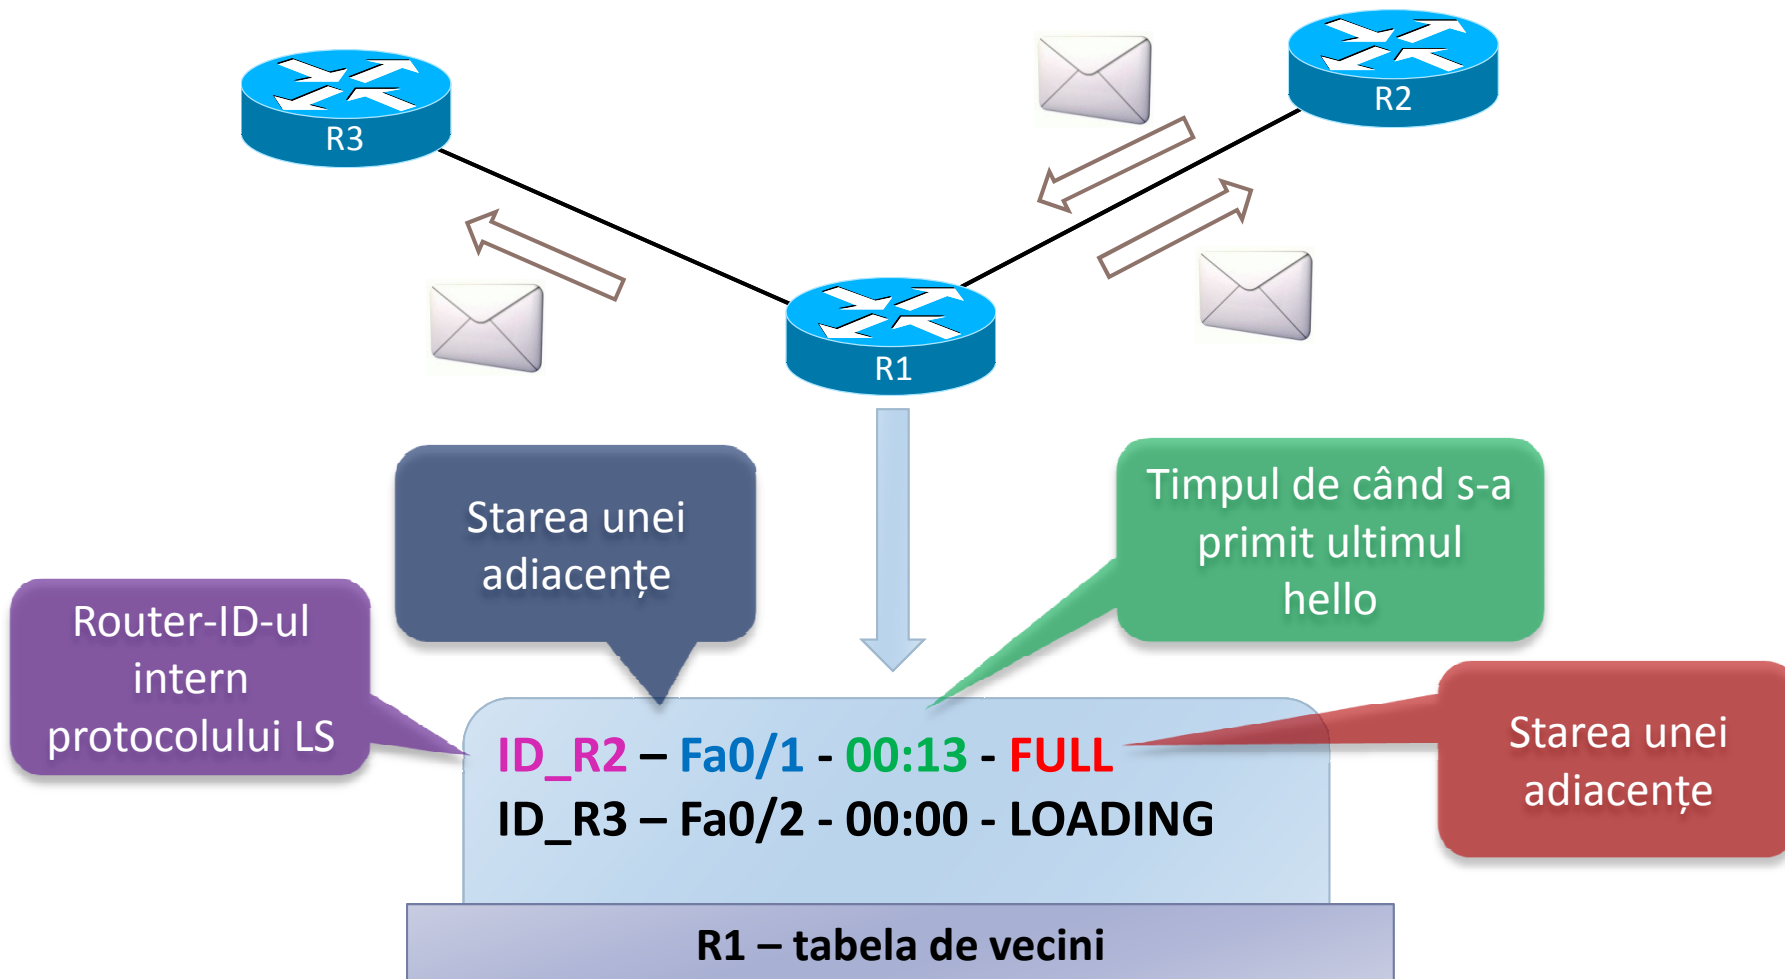 R3
R2
R1
Starea unei
adiacențe
Timpul de când s-a
primit ultimul
hello
Router-ID-ul
intern
protocolului LS
Starea unei
adiacențe
ID_R2 – Fa0/1 - 00:13 - FULL
ID_R3 – Fa0/2 - 00:00 - LOADING
R1 – tabela de vecini